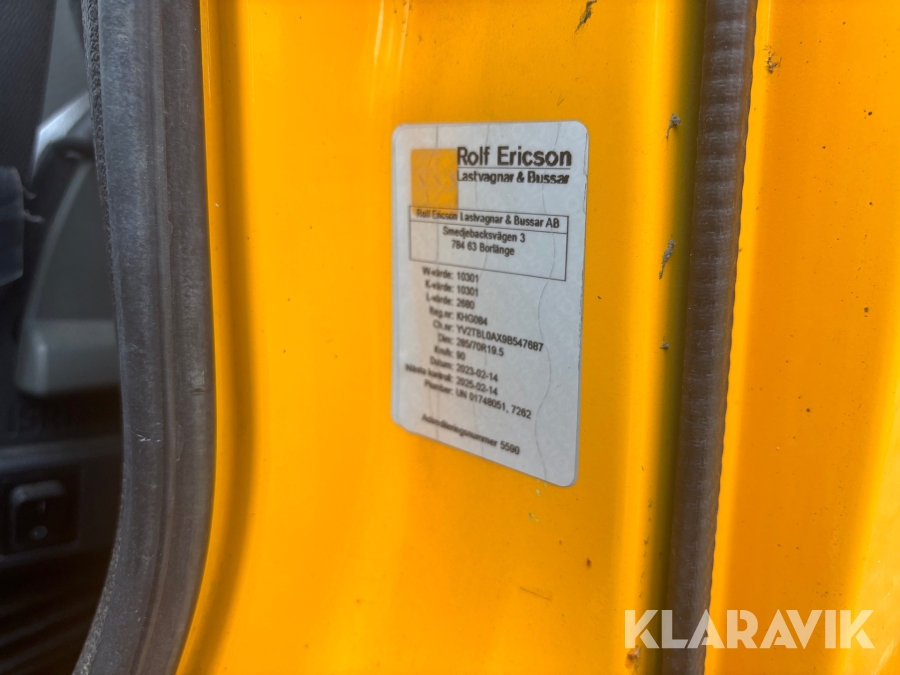 Rolf Ericson
Lastvagnar & Bussar
Rolf Ericson Lastvagnar & Bussar AB
Smedjebacksvägen 3
784 63 Borlänge
W-värde: 10301
K-värde: 10301
L-värde: 2680
Reg.nr: KHG084
Ch.nr: YV2TBL0AX9B547687
Dim: 285/70R19.5
Km/h: 90
Datum: 2023-02-14
Nästa kontroll: 2025-02-14
Plomber: UN 01748051, 7262
Ackrediteringsnummer 5590
KLARAVIK